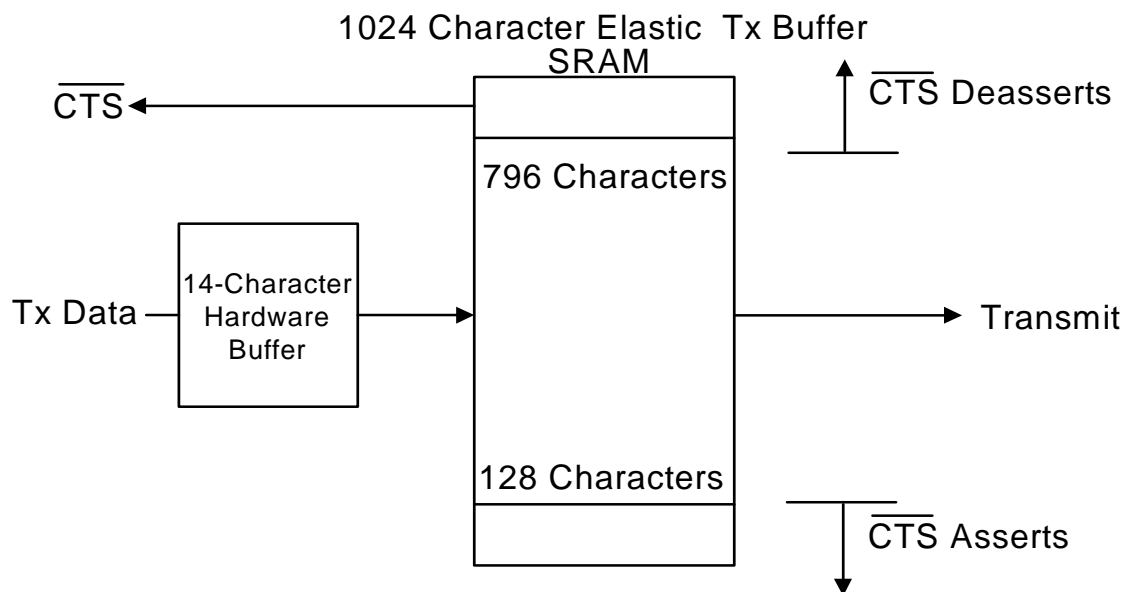 1024 Character Elastic Tx Buffer
SRAM
CTS
CTS Deasserts
796 Characters
14-Character
Hardware
Buffer
Tx Data
Transmit
128 Characters
CTS Asserts